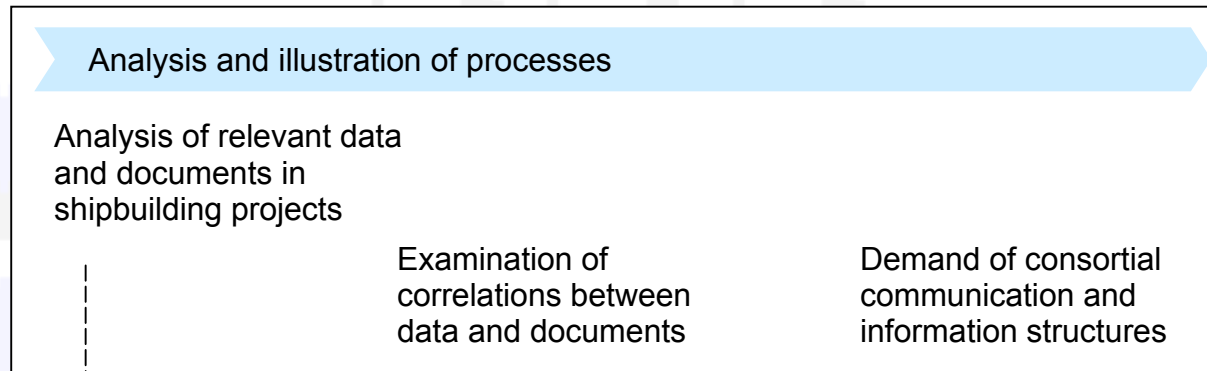 Analysis and illustration of processes
Analysis of relevant data
and documents in
shipbuilding projects
Examination of
correlations between
data and documents
Demand of consortial
communication and
information structures